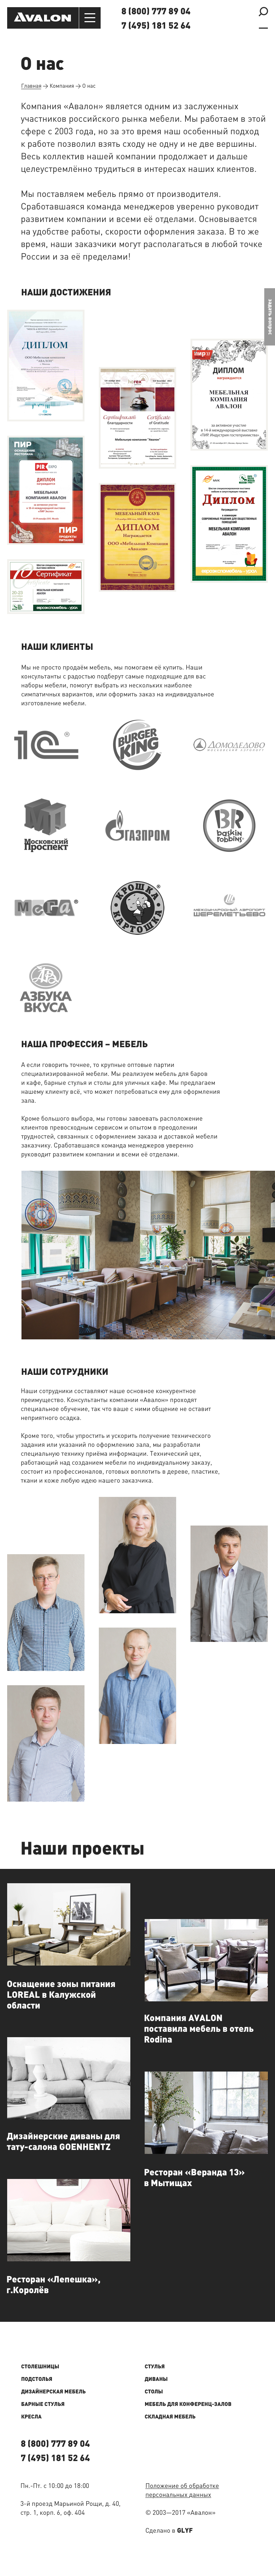 AVALON
8 (800) 777 89 04
7 (495) 181 52 64
О нас
Главная → Компания → О нас
Компания «Авалон» является одним из заслуженных
участников российского рынка мебели. Мы работаем в этой
сфере с 2003 года, но за это время наш особенный подход
к работе позволил взять не одну и не две вершины.
Весь коллектив нашей компании продолжает и дальше
целеустремлённо трудиться в интересах наших клиентов.
Мы поставляем мебель прямо от производителя.
Сработавшаяся команда менеджеров уверенно руководит
развитием компании и всеми её отделами. Основывается
на удобстве работы, скорости оформления заказа. В то же
время, наши заказчики могут располагаться в любой точке
России и за её пределами!
НАШИ ДОСТИЖЕНИЯ
ДИПЛОМ
ДИПЛОМ
МЕБЕЛЬНАЯ
КОМПАНИЯ
АВАЛОН
Сертификат
Certificate
ПИР
ДИПЛОМ
МЕБЕЛЬНАЯ
КОМПАНИЯ
АВАЛОН
ПИР
МЕБЕЛЬНЫЙ КЛУБ
ДИПЛОМ
Награждается
ООО «Мебельная Компания
«Авалон»
Диплом
МЕБЕЛЬНАЯ КОМПАНИЯ
АВАЛОН
Сертификат
НАШИ КЛИЕНТЫ
Мы не просто продаём мебель, мы помогаем её купить. Наши
консультанты с радостью подберут самые подходящие для вас
наборы мебели, помогут выбрать из нескольких наиболее
симпатичных вариантов, или оформить заказ на индивидуальное
изготовление мебели.
1С
BURGER
KING
ДОМОДЕДОВО
Московский
Проспект
ГАЗПРОМ
BR
baskin
robbins
МЕГА
КРОШКА
КАРТОШКА
МЕЖДУНАРОДНЫЙ АЭРОПОРТ
ШЕРЕМЕТЬЕВО
АВ
АЗБУКА
ВКУСА
НАША ПРОФЕССИЯ – МЕБЕЛЬ
А если говорить точнее, то крупные оптовые партии
специализированной мебели. Мы реализуем мебель для баров
и кафе, барные стулья и столы для уличных кафе. Мы предлагаем
нашему клиенту всё, что может потребоваться ему для оформления
зала.
Кроме большого выбора, мы готовы завоевать расположение
клиентов превосходным сервисом и опытом в преодолении
трудностей, связанных с оформлением заказа и доставкой мебели
заказчику. Сработавшаяся команда менеджеров уверенно
руководит развитием компании и всеми её отделами.
НАШИ СОТРУДНИКИ
Наши сотрудники составляют наше основное конкурентное
преимущество. Консультанты компании «Авалон» проходят
специальное обучение, так что ваше с ними общение не оставит
неприятного осадка.
Кроме того, чтобы упростить и ускорить получение технического
задания или указаний по оформлению зала, мы разработали
специальную технику приёма информации. Технический цех,
работающий над созданием мебели по индивидуальному заказу,
состоит из профессионалов, готовых воплотить в дереве, пластике,
ткани и коже любую идею нашего заказчика.
Наши проекты
Оснащение зоны питания
LOREAL в Калужской
области
Компания AVALON
поставила мебель в отель
Rodina
Дизайнерские диваны для
тату-салона GOENHENTZ
Ресторан «Веранда 13»
в Мытищах
Ресторан «Лепешка»,
г.Королёв
СТОЛЕШНИЦЫ
ПОДСТОЛЬЯ
ДИЗАЙНЕРСКАЯ МЕБЕЛЬ
БАРНЫЕ СТУЛЬЯ
КРЕСЛА
СТУЛЬЯ
ДИВАНЫ
СТОЛЫ
МЕБЕЛЬ ДЛЯ КОНФЕРЕНЦ-ЗАЛОВ
СКЛАДНАЯ МЕБЕЛЬ
8 (800) 777 89 04
7 (495) 181 52 64
Пн.-Пт. с 10.00 до 18:00
3-й проезд Марьиной Рощи, д. 40,
стр. 1, корп. 6, оф. 404
Положение об обработке
персональных данных
© 2003—2017 «Авалон»
Сделано в GLYF